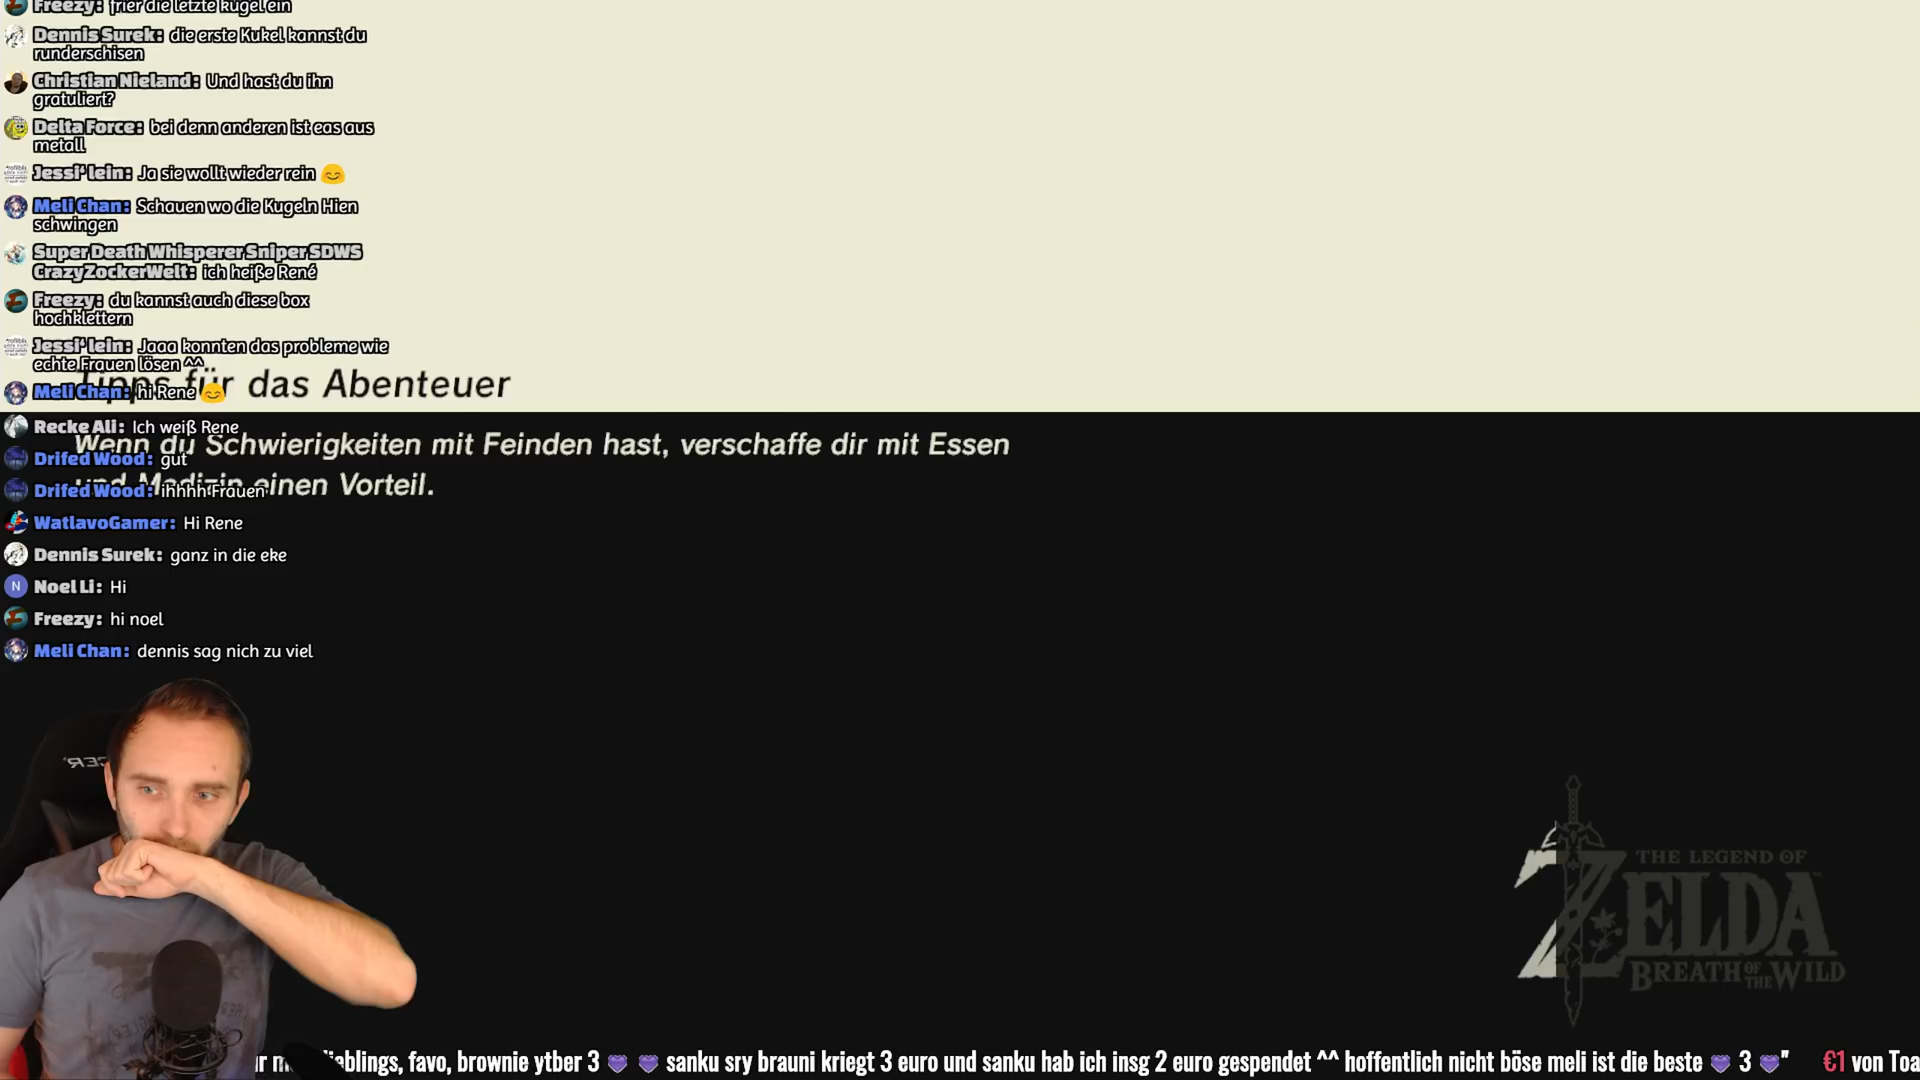 Freezy: frier die letzte kugel ein
Dennis Surek: die erste Kukel kannst du
runderschisen
Christian Nieland: Und hast du ihn
gratuliert?
Delta Force: bei denn anderen ist eas aus
metall
Jessi'lein: Ja sie wollt wieder rein 😊
Meli Chan: Schauen wo die Kugeln Hien
schwingen
Super Death Whisperer Sniper SDWS
CrazyZockerWelt: ich heiße René
Freezy: du kannst auch diese box
hochklettern
Jessi'lein: Jaaa konnten das probleme wie
echte Frauen lösen ^^
Tipps für das Abenteuer
Meli Chan: hi Rene 😊
Recke Ali: Ich weiß Rene
Wenn du Schwierigkeiten mit Feinden hast, verschaffe dir mit Essen
Drifed Wood: gut
und Medizin einen Vorteil.
Drifed Wood: ihhhh Frauen
WatlavoGamer: Hi Rene
Dennis Surek: ganz in die eke
N Noel Li: Hi
Freezy: hi noel
Meli Chan: dennis sag nich zu viel
THE LEGEND OF
ZELDA
BREATH OF THE WILD
lieblings, favo, brownie ytber 3 💜 💜 sanku sry brauni kriegt 3 euro und sanku hab ich insg 2 euro gespendet ^^ hoffentlich nicht böse meli ist die beste 💜 3 💜" €1 von Toa